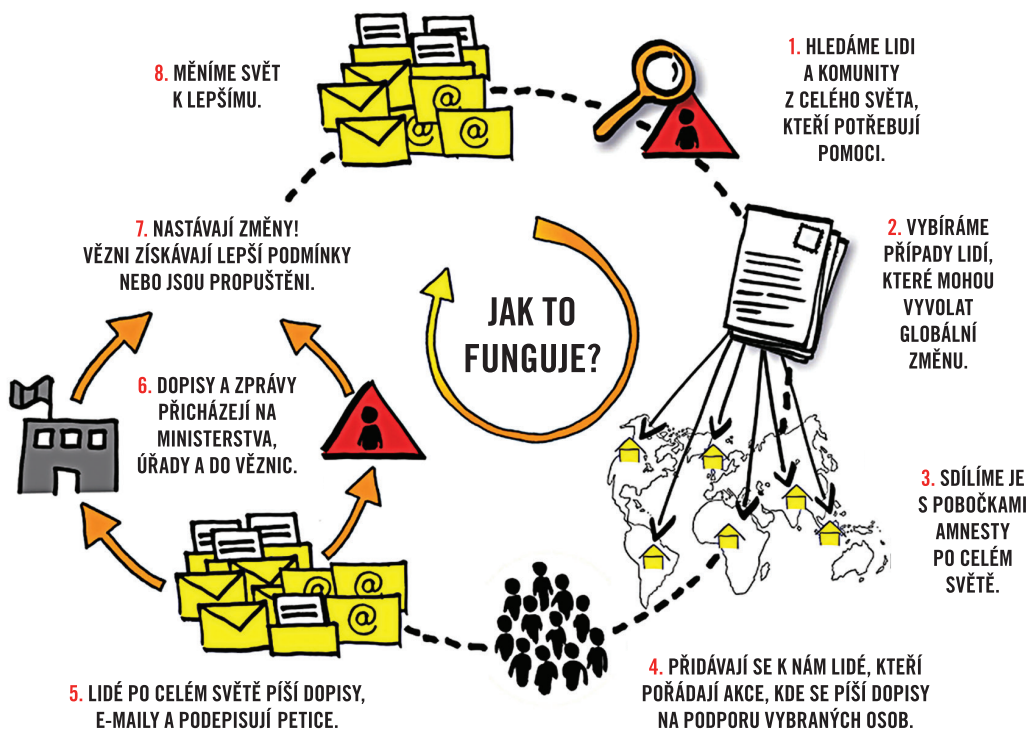 JAK TO
FUNGUJE?
1. HLEDÁME LIDI
A KOMUNITY
Z CELÉHO SVĚTA,
KTEŘÍ POTŘEBUJÍ
POMOCI.
2. VYBÍRÁME
PŘÍPADY LIDÍ,
KTERÉ MOHOU
VYVOLAT
GLOBÁLNÍ
ZMĚNU.
3. SDÍLÍME JE
S POBOČKAMI
AMNESTY
PO CELÉM
SVĚTĚ.
4. PŘIDÁVAJÍ SE K NÁM LIDÉ, KTEŘÍ
POŘÁDAJÍ AKCE, KDE SE PÍŠÍ DOPISY
NA PODPORU VYBRANÝCH OSOB.
5. LIDÉ PO CELÉM SVĚTĚ PÍŠÍ DOPISY,
E-MAILY A PODEPISUJÍ PETICE.
6. DOPISY A ZPRÁVY
PŘICHÁZEJÍ NA
MINISTERSTVA,
ÚŘADY A DO VĚZNIC.
7. NASTÁVAJÍ ZMĚNY!
VĚZNI ZÍSKÁVAJÍ LEPŠÍ PODMÍNKY
NEBO JSOU PROPUŠTĚNI.
8. MĚNÍME SVĚT
K LEPŠÍMU.
@
@
@
@
@
@